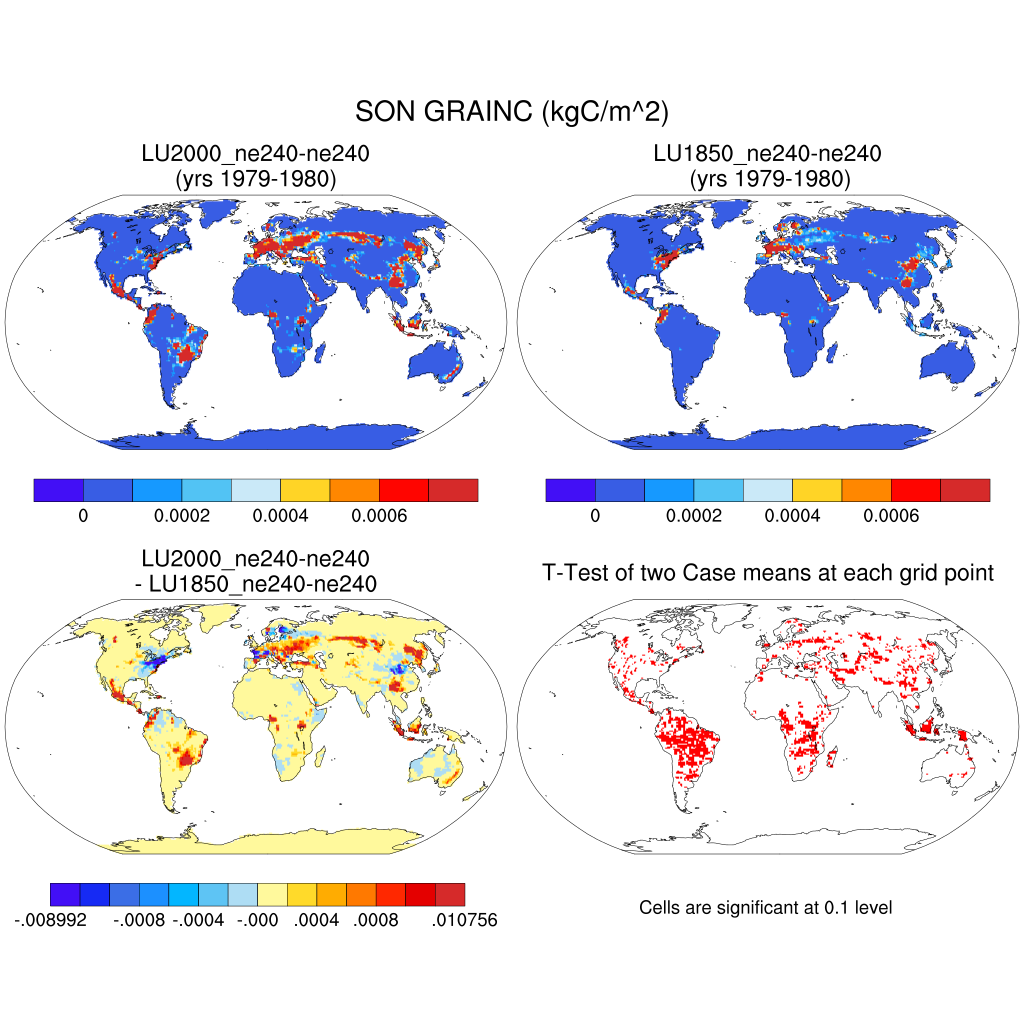 SON GRAINC (kgC/m^2)
LU2000_ne240-ne240
(yrs 1979-1980)
LU1850_ne240-ne240
(yrs 1979-1980)
0 0.0002 0.0004 0.0006
0 0.0002 0.0004 0.0006
LU2000_ne240-ne240
- LU1850_ne240-ne240
T-Test of two Case means at each grid point
-.008992 -.0008 -.0004 -.000 .0004 .0008 .010756
Cells are significant at 0.1 level